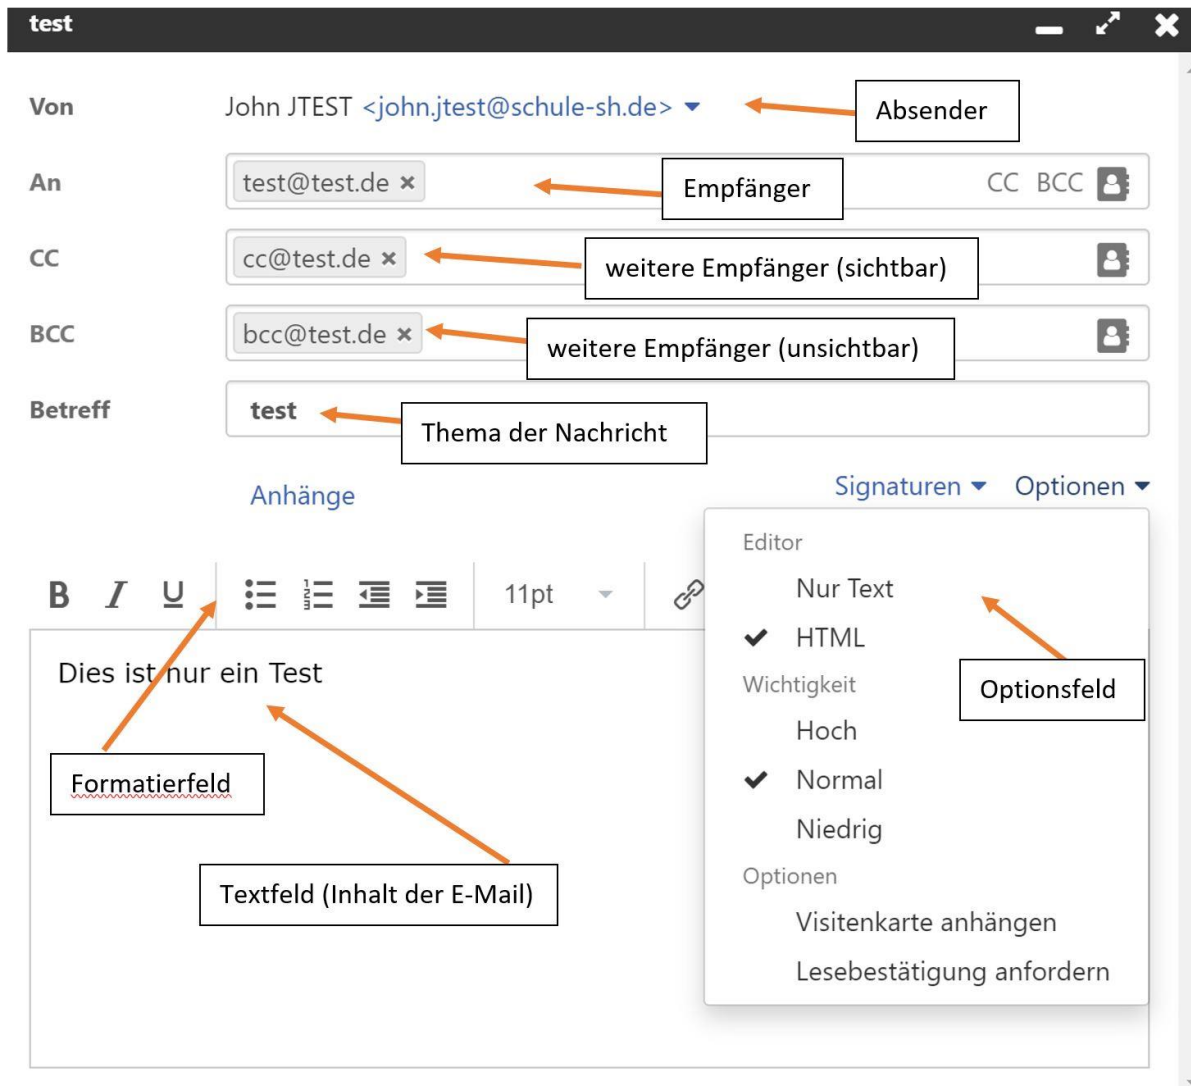 test
Von John JTEST <john.jtest@schule-sh.de> Absender
An test@test.de Empfänger CC BCC
CC cc@test.de weitere Empfänger (sichtbar)
BCC bcc@test.de weitere Empfänger (unsichtbar)
Betreff test Thema der Nachricht
Anhänge Signaturen Optionen
Editor
B I U 11pt Nur Text
HTML
Dies ist nur ein Test
Wichtigkeit Optionsfeld
Hoch
Formatierfeld Normal
Niedrig
Optionen
Textfeld (Inhalt der E-Mail)
Visitenkarte anhängen
Lesebestätigung anfordern